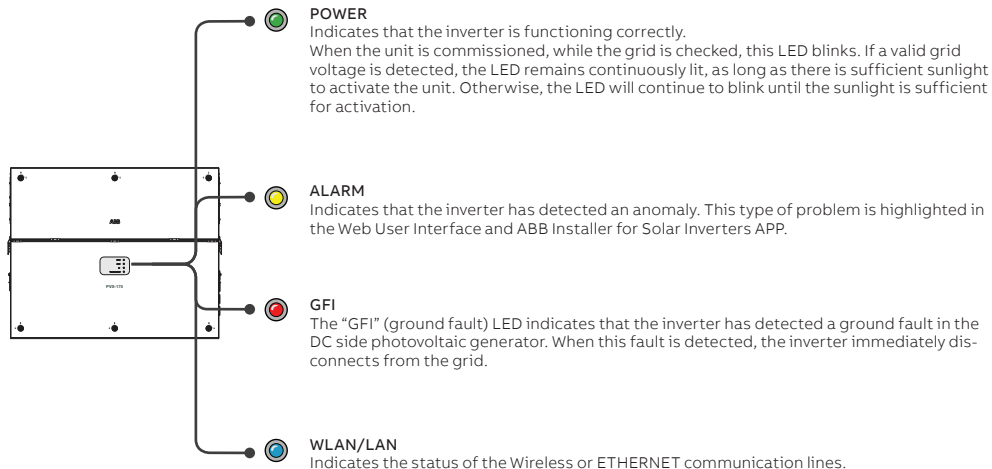 POWER
Indicates that the inverter is functioning correctly.
When the unit is commissioned, while the grid is checked, this LED blinks. If a valid grid
voltage is detected, the LED remains continuously lit, as long as there is sufficient sunlight
to activate the unit. Otherwise, the LED will continue to blink until the sunlight is sufficient
for activation.
ALARM
Indicates that the inverter has detected an anomaly. This type of problem is highlighted in
the Web User Interface and ABB Installer for Solar Inverters APP.
ABB
PVS-175
GFI
The “GFI” (ground fault) LED indicates that the inverter has detected a ground fault in the
DC side photovoltaic generator. When this fault is detected, the inverter immediately dis-
connects from the grid.
WLAN/LAN
Indicates the status of the Wireless or ETHERNET communication lines.